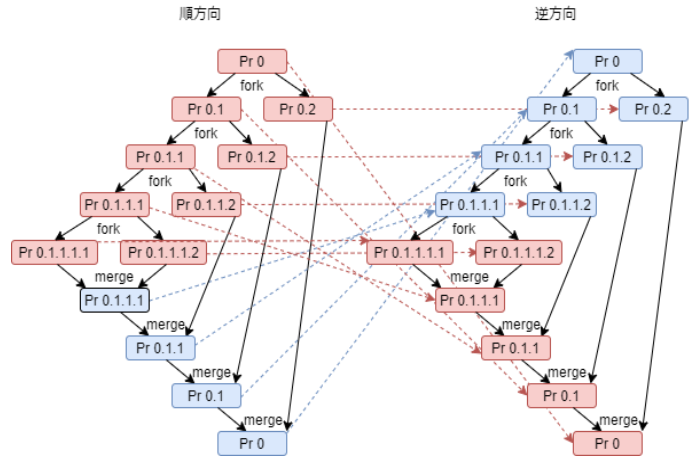 順方向 逆方向
Pr 0 Pr 0
fork fork
Pr 0.1 Pr 0.2 Pr 0.1 Pr 0.2
fork fork
Pr 0.1.1 Pr 0.1.2 Pr 0.1.1 Pr 0.1.2
fork fork
Pr 0.1.1.1 Pr 0.1.1.2 Pr 0.1.1.1 Pr 0.1.1.2
fork fork
Pr 0.1.1.1.1 Pr 0.1.1.1.2 Pr 0.1.1.1.1 Pr 0.1.1.1.2
merge merge
Pr 0.1.1.1 Pr 0.1.1.1
merge merge
Pr 0.1.1 Pr 0.1.1
merge merge
Pr 0.1 Pr 0.1
merge merge
Pr 0 Pr 0